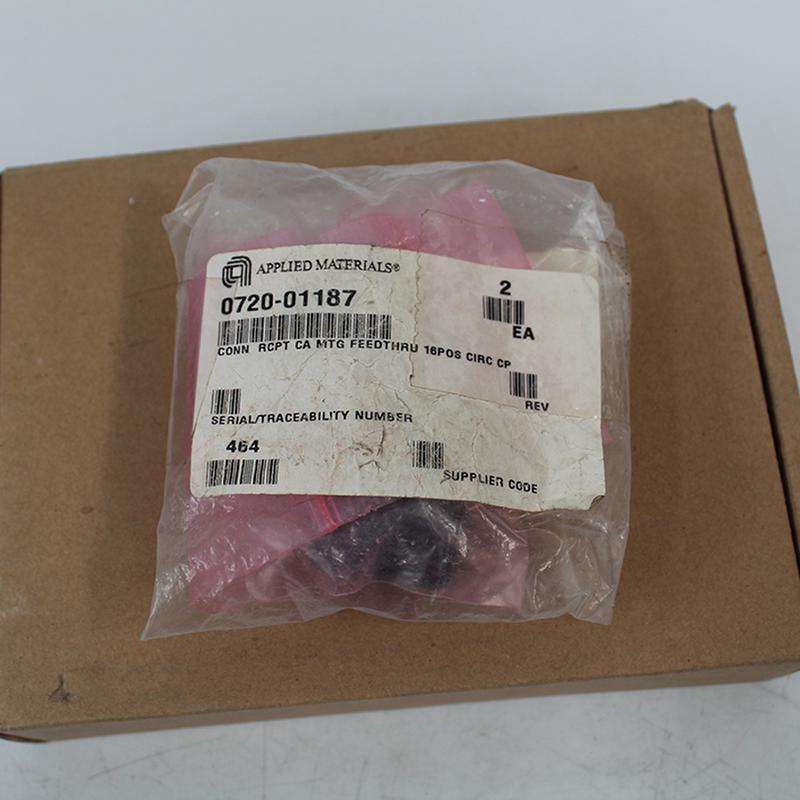 APPLIED MATERIALS®
0720-01187
2
EA
CONN RCPT CA MTG FEEDTHRU 16POS CIRC CP
REV
SERIAL/TRACEABILITY NUMBER
464
SUPPLIER CODE